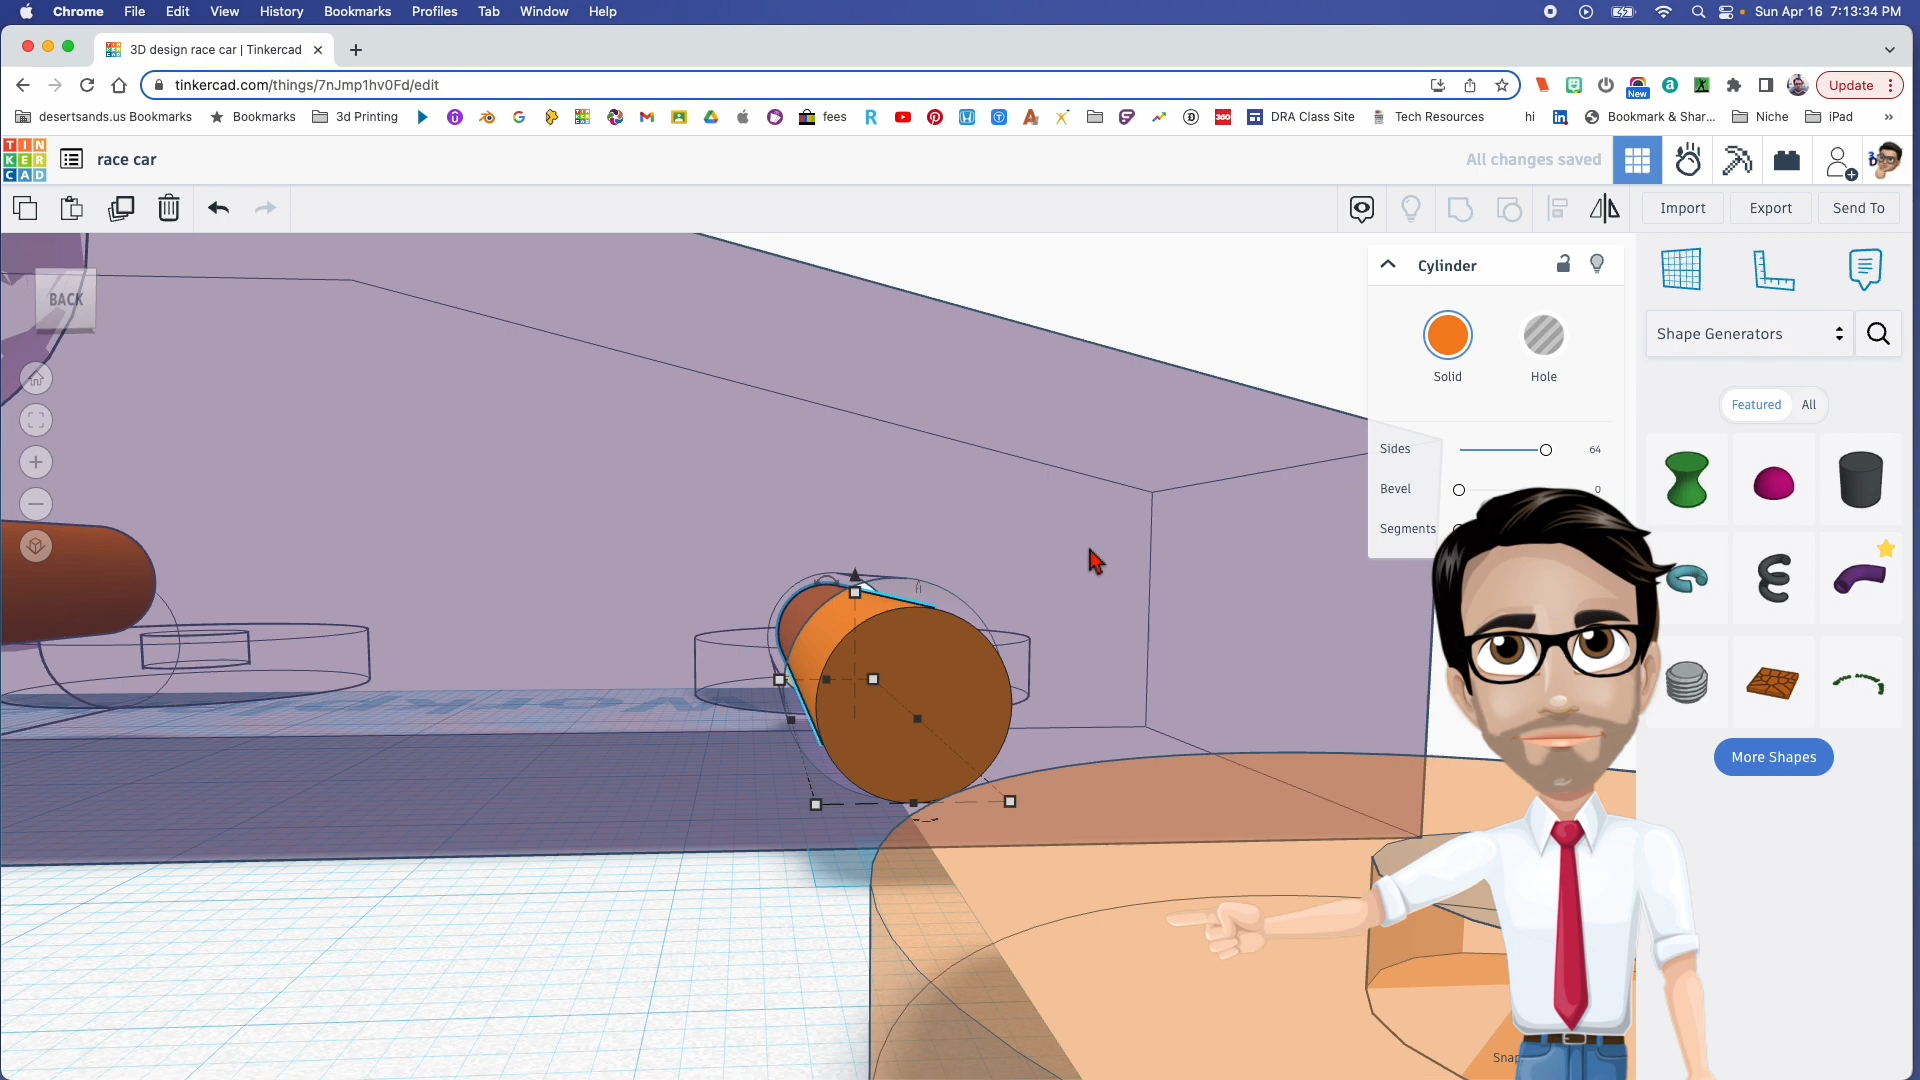 Chrome File Edit View History Bookmarks Profiles Tab Window Help Sun Apr 16 7:13:34 PM
3D design race car | Tinkercad
tinkercad.com/things/7nJmp1hv0Fd/edit New Update
desertsands.us Bookmarks Bookmarks 3d Printing fees DRA Class Site Tech Resources hi Bookmark & Shar... Niche iPad »
TIN
KER
CAD
race car All changes saved
Import Export Send To
BACK
Cylinder
Solid Hole
Sides 64
Bevel 0
Segments
Shape Generators
Featured All
More Shapes
Snap